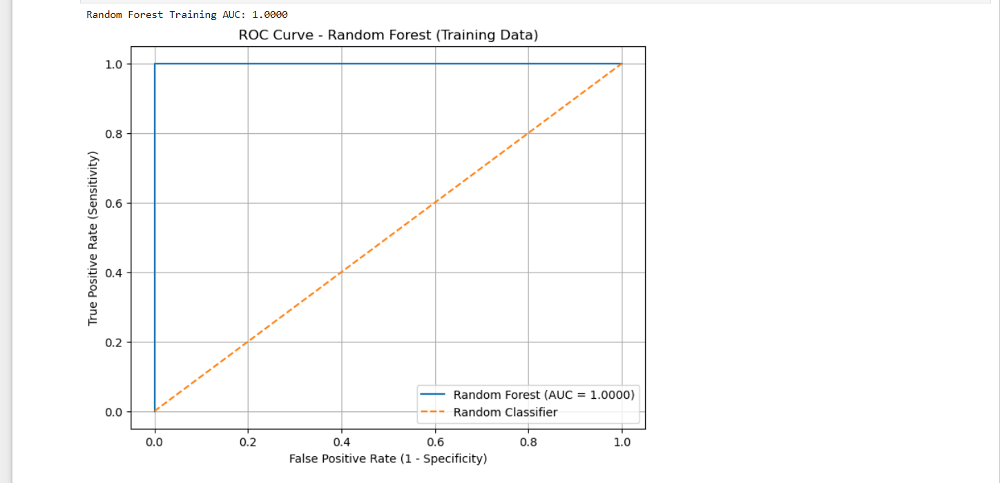 Random Forest Training AUC: 1.0000
ROC Curve - Random Forest (Training Data)
True Positive Rate (Sensitivity)
1.0
0.8
0.6
0.4
0.2
0.0
Random Forest (AUC = 1.0000)
Random Classifier
0.0 0.2 0.4 0.6 0.8 1.0
False Positive Rate (1 - Specificity)